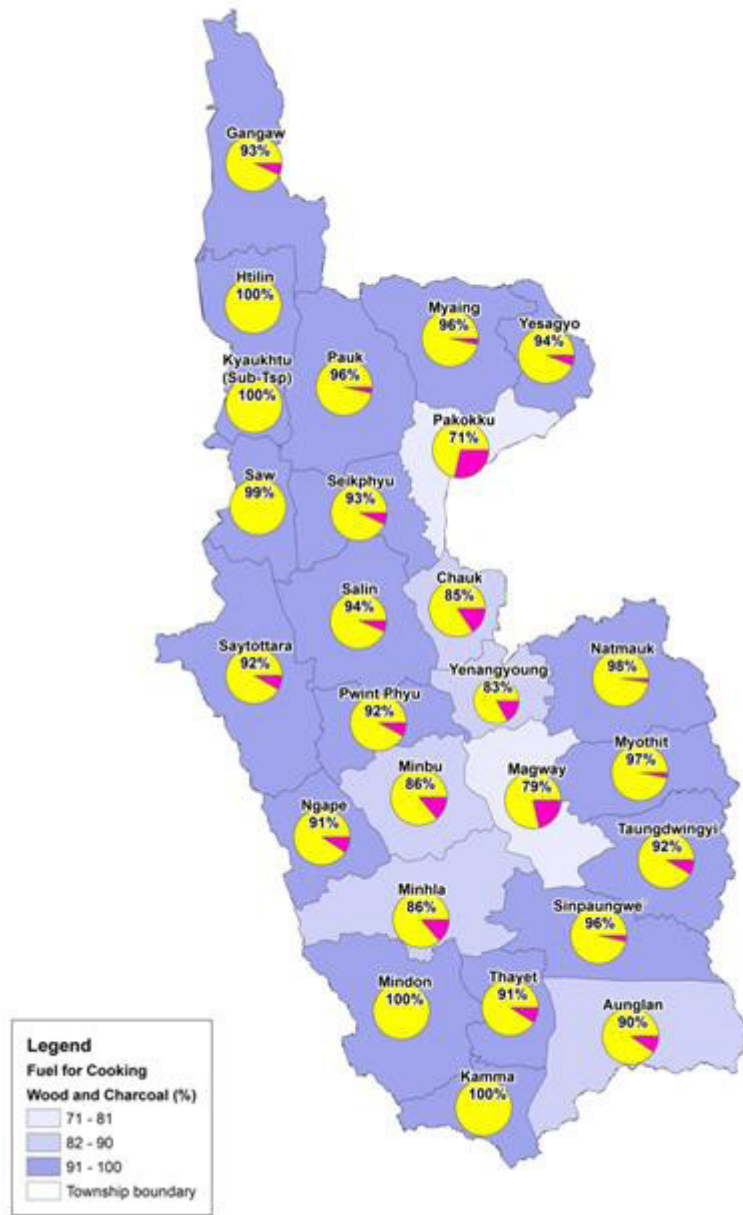 Gangaw
93%
Htilin
100%
Myaing
96%
Yesagyo
94%
Kyaukhtu
(Sub-Tsp)
100%
Pauk
96%
Pakokku
71%
Saw
99%
Seikphyu
93%
Chauk
85%
Salin
94%
Saytottara
92%
Natmauk
98%
Yenangyoung
83%
Pwint Phyu
92%
Myothit
97%
Minbu
86%
Magway
79%
Ngape
91%
Taungdwingyi
92%
Minhla
86%
Sinpaungwe
96%
Mindon
100%
Thayet
91%
Aunglan
90%
Kamma
100%
Legend
Fuel for Cooking
Wood and Charcoal (%)
71 - 81
82 - 90
91 - 100
Township boundary